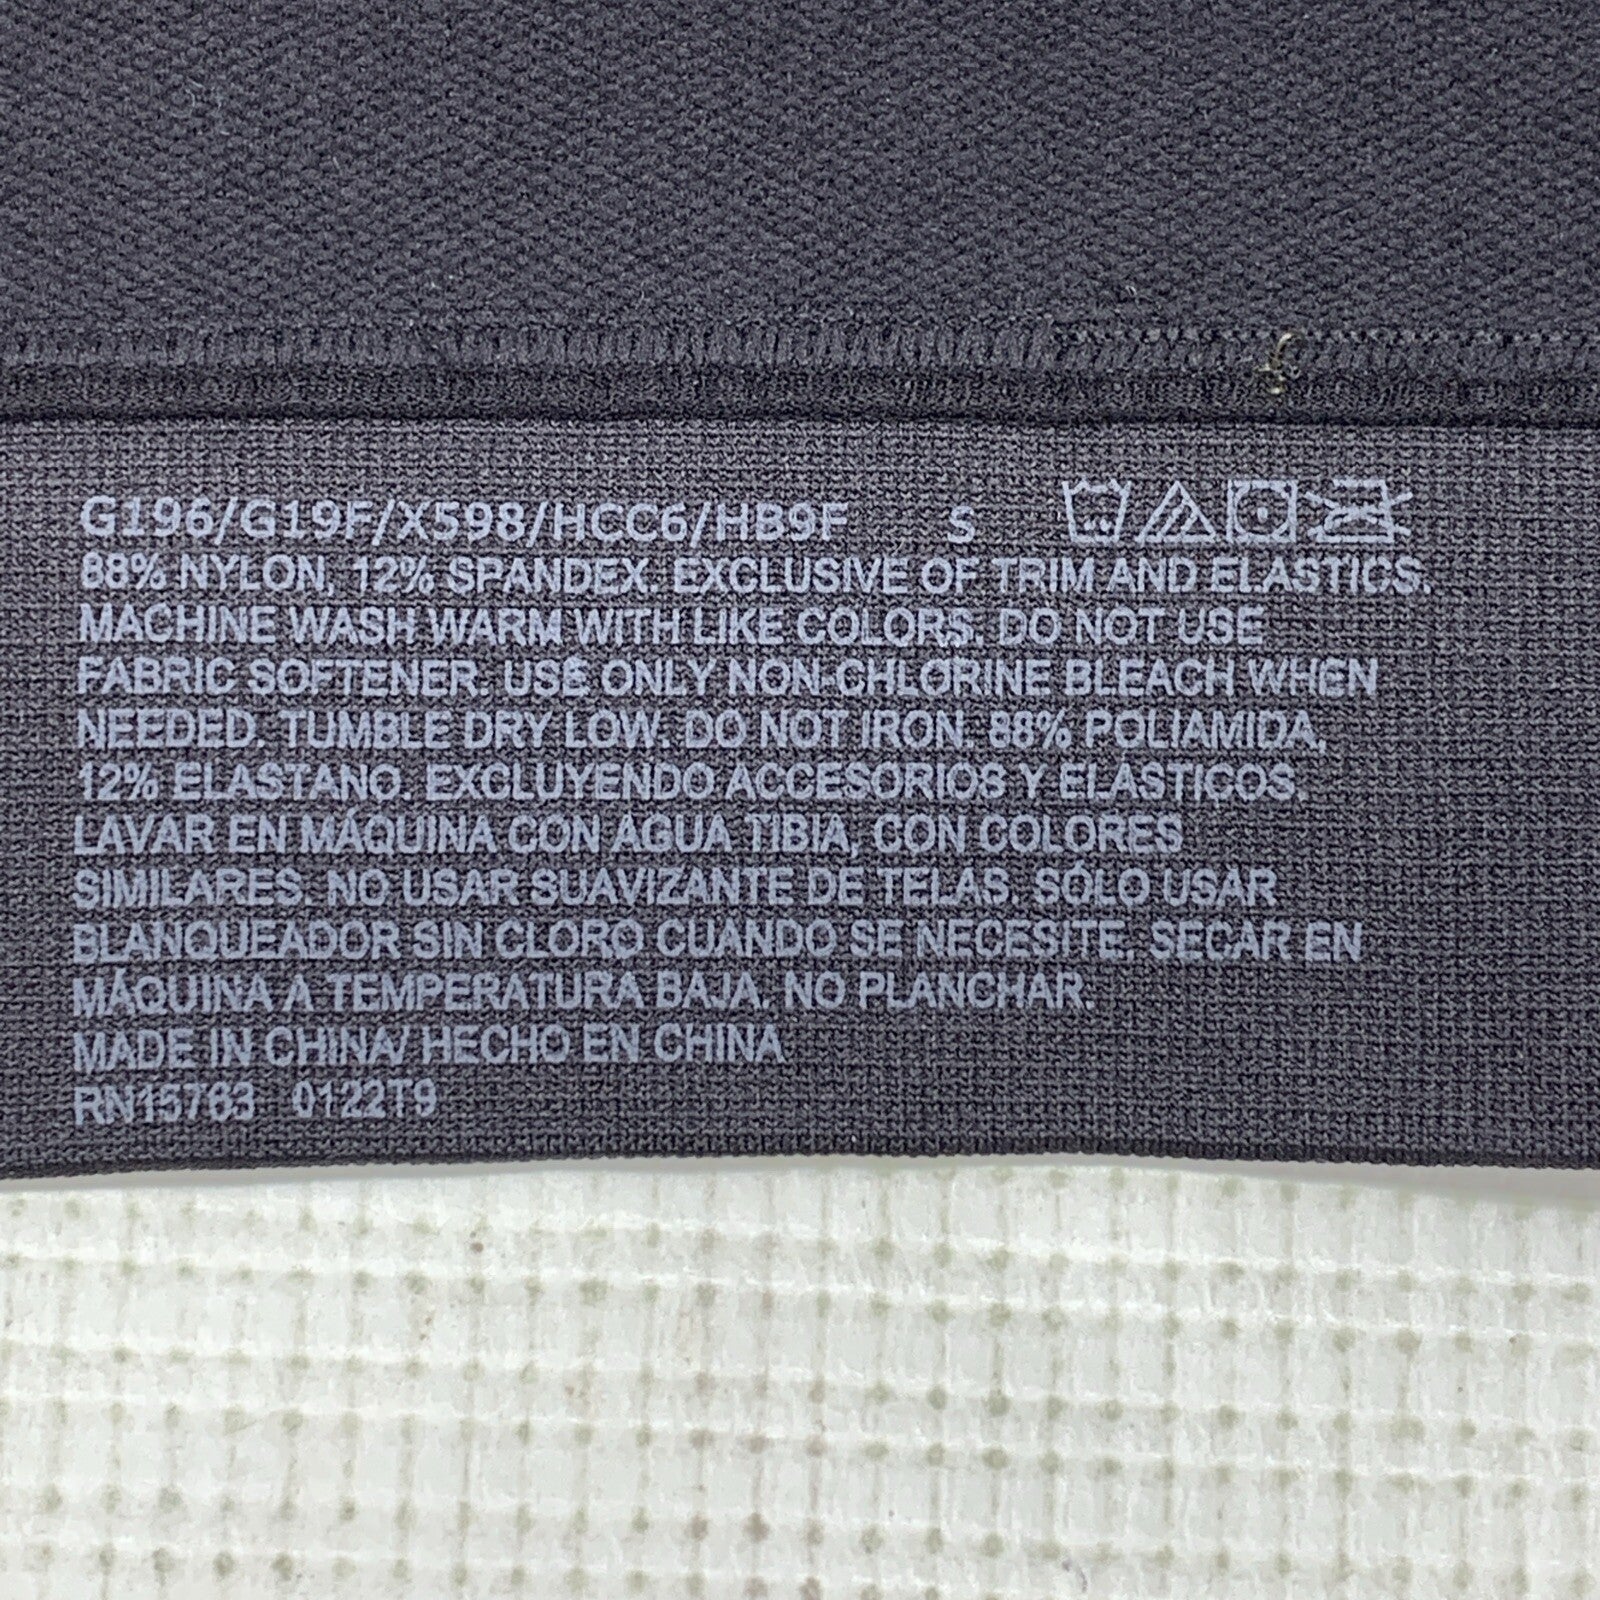 G196/G19F/X598/HCC6/HB9F S
88% NYLON, 12% SPANDEX. EXCLUSIVE OF TRIM AND ELASTICS.
MACHINE WASH WARM WITH LIKE COLORS. DO NOT USE
FABRIC SOFTENER. USE ONLY NON-CHLORINE BLEACH WHEN
NEEDED. TUMBLE DRY LOW. DO NOT IRON. 88% POLIAMIDA,
12% ELASTANO. EXCLUYENDO ACCESORIOS Y ELASTICOS.
LAVAR EN MÁQUINA CON AGUA TIBIA, CON COLORES
SIMILARES. NO USAR SUAVIZANTE DE TELAS. SÓLO USAR
BLANQUEADOR SIN CLORO CUANDO SE NECESITE. SECAR EN
MÁQUINA A TEMPERATURA BAJA. NO PLANCHAR.
MADE IN CHINA/ HECHO EN CHINA
RN15763 0122T9